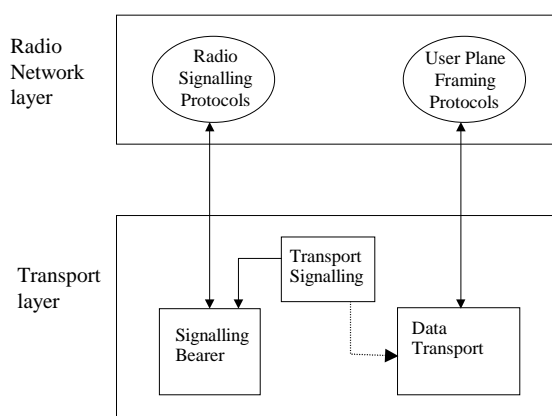 Radio
Network
layer
Radio
Signalling
Protocols
User Plane
Framing
Protocols
Transport
layer
Transport
Signalling
Signalling
Bearer
Data
Transport